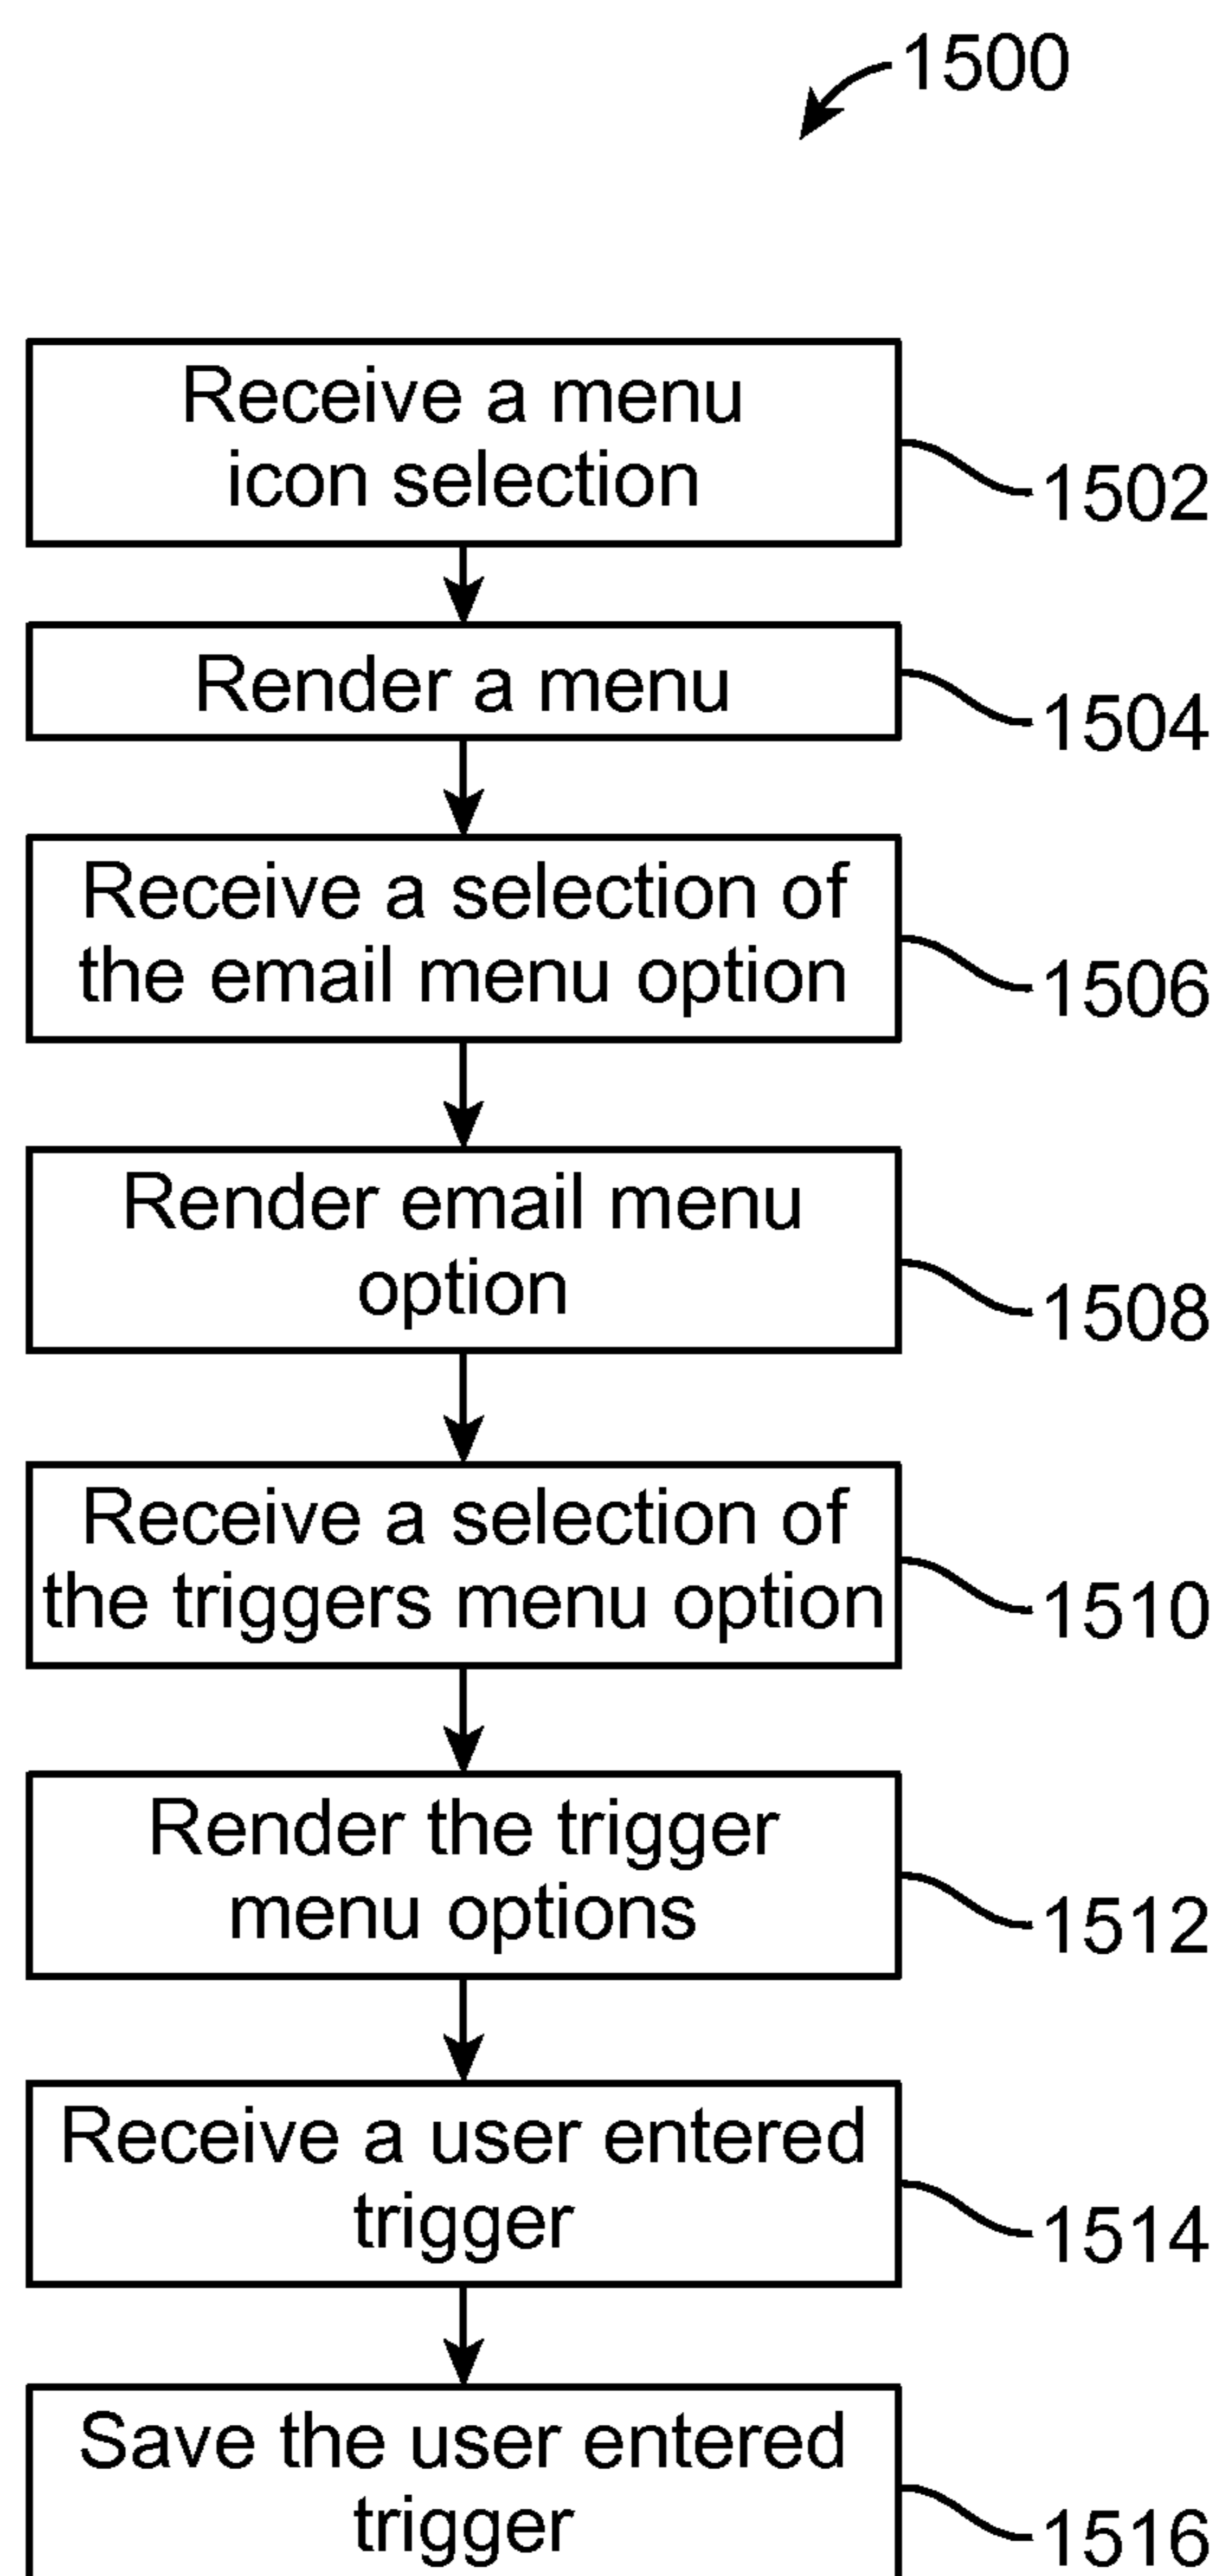 1500
Receive a menu
icon selection
1502
Render a menu
1504
Receive a selection of
the email menu option
1506
Render email menu
option
1508
Receive a selection of
the triggers menu option
1510
Render the trigger
menu options
1512
Receive a user entered
trigger
1514
Save the user entered
trigger
1516